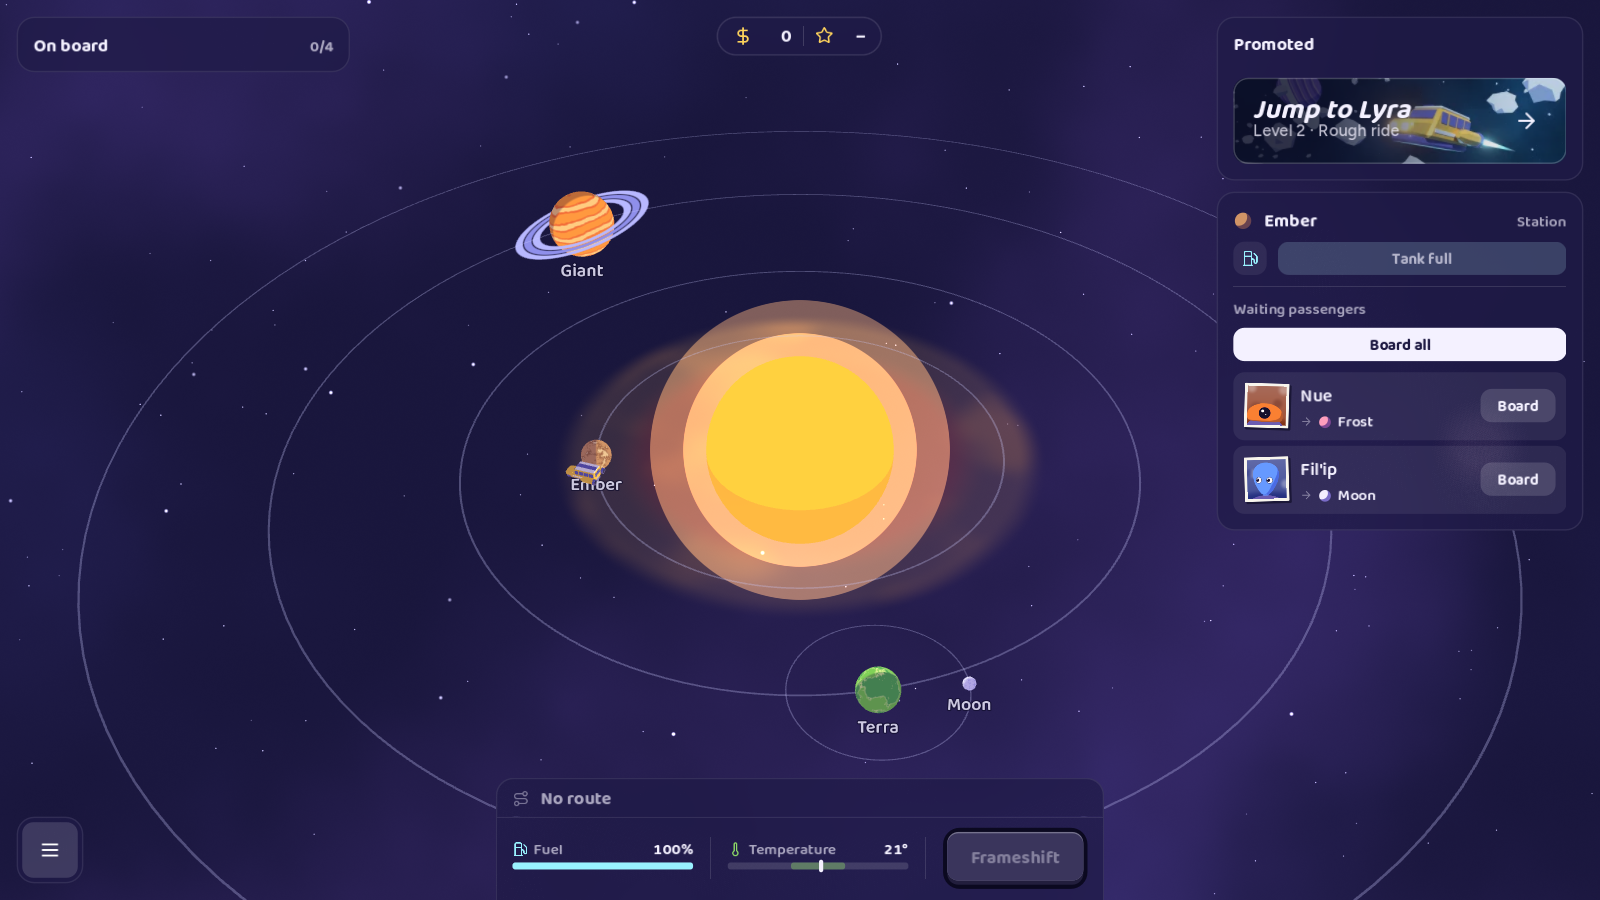 On board
0/4
$ 0 –
Promoted
Jump to Lyra
Level 2 · Rough ride
Ember
Station
Tank full
Waiting passengers
Board all
Nue
→ Frost
Board
Fil'ip
→ Moon
Board
Giant
Ember
Terra
Moon
No route
Fuel
100%
Temperature
21°
Frameshift